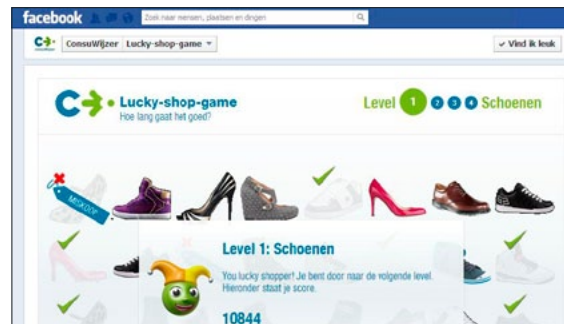 facebook
Zoek naar mensen, plaatsen en dingen
ConsuWijzer Lucky-shop-game
Vind ik leuk
Lucky-shop-game
Hoe lang gaat het goed?
Level 1 2 3 4 Schoenen
MISKOOP
Level 1: Schoenen
You lucky shopper! Je bent door naar de volgende level.
Hieronder staat je score.
10844